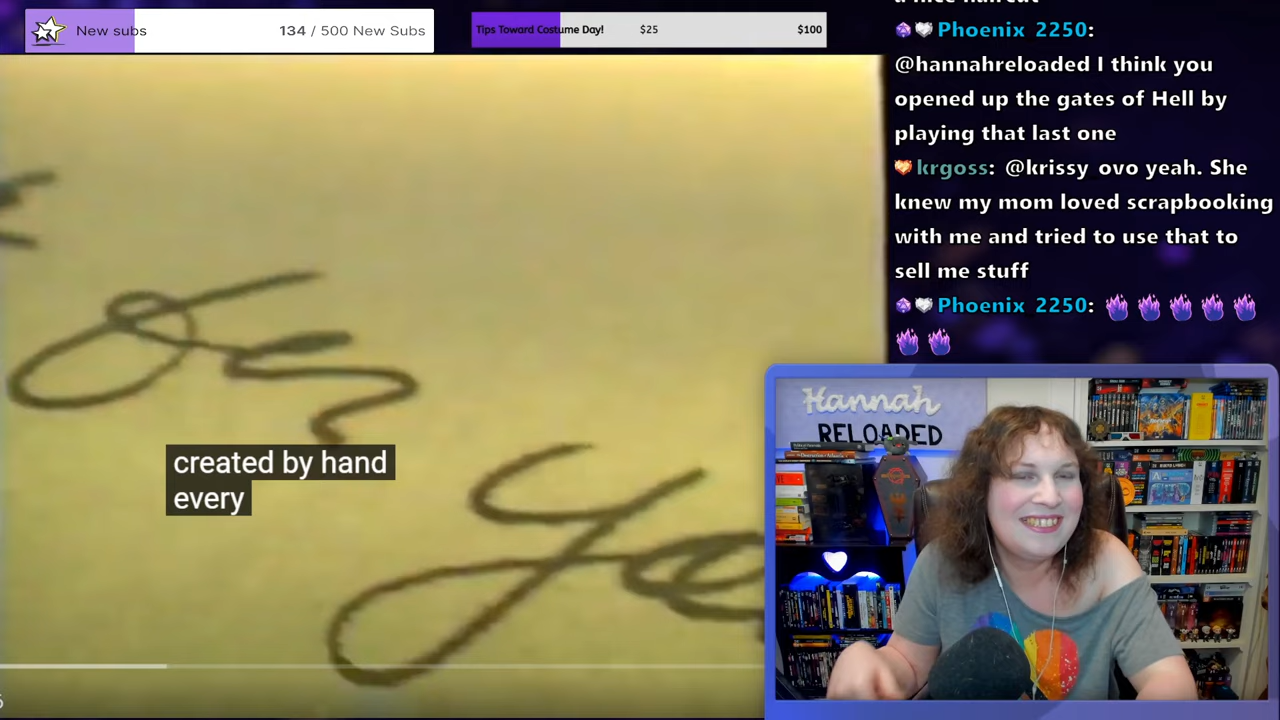 New subs
134 / 500 New Subs
Tips Toward Costume Day!
$25
$100
Phoenix 2250:
@hannahreloaded I think you
opened up the gates of Hell by
playing that last one
krgoss: @krissy ovo yeah. She
knew my mom loved scrapbooking
with me and tried to use that to
sell me stuff
Phoenix 2250:
created by hand
every
Hannah
RELOADED